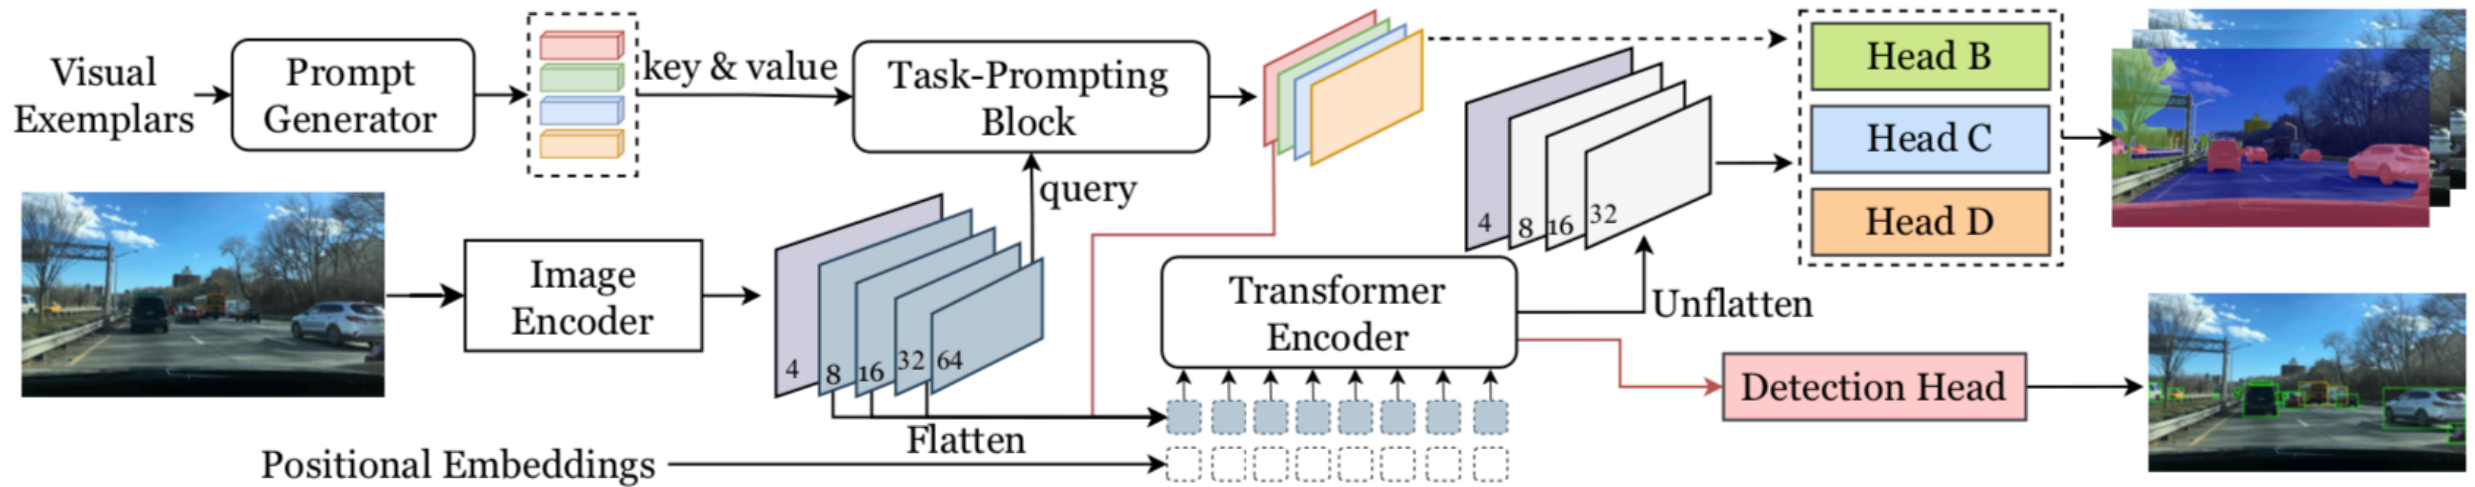 Visual
Exemplars
Prompt
Generator
key & value
Task-Prompting
Block
query
Image
Encoder
4
8
16
32
64
Flatten
Positional Embeddings
Transformer
Encoder
4
8
16
32
Unflatten
Head B
Head C
Head D
Detection Head